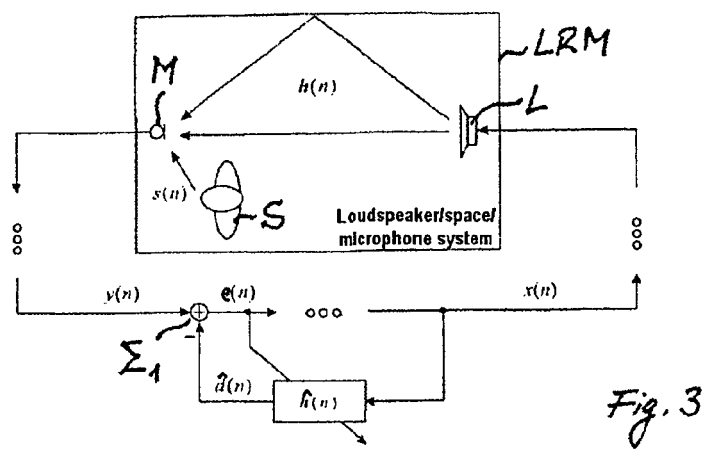 LRM
M
h(n)
L
s(n)
S
Loudspeaker/space/
microphone system
y(n)
e(n)
x(n)
Σ1
−
d̂(n)
ĥ(n)
Fig. 3